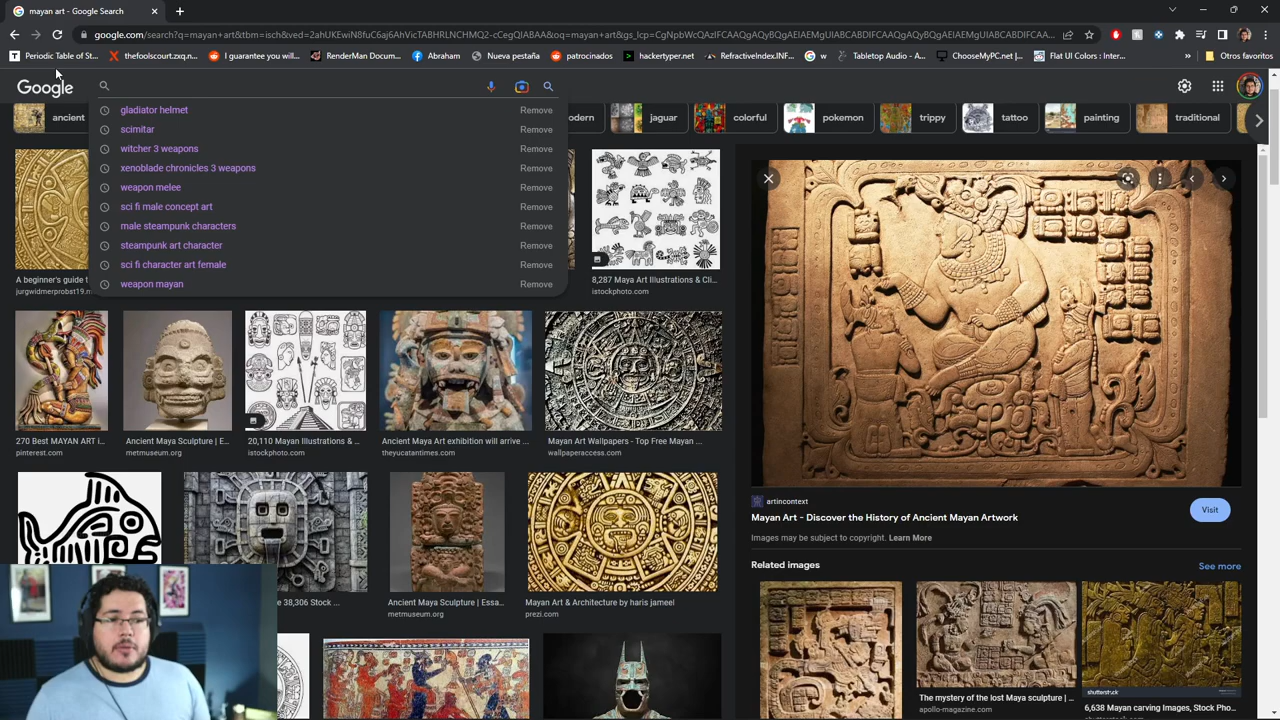 mayan art - Google Search
google.com/search?q=mayan+art&tbm=isch&ved=2ahUKEwiN8fuC6aj6AhVicTABHRLNCMQ2-cCegQIABAA&oq=mayan+art&gs_lcp=
Periodic Table of St...
thefoolscourt.zxq.n...
I guarantee you will...
RenderMan Docum...
Abraham
Nueva pestaña
patrocinados
hackertyper.net
RefractiveIndex.INF...
w
Tabletop Audio - A...
ChooseMyPC.net |...
Flat UI Colors : Inter...
»
Otros favoritos
Google
ancient
odern
jaguar
colorful
pokemon
trippy
tattoo
painting
traditional
gladiator helmet Remove
scimitar Remove
witcher 3 weapons Remove
xenoblade chronicles 3 weapons Remove
weapon melee Remove
sci fi male concept art Remove
male steampunk characters Remove
steampunk art character Remove
sci fi character art female Remove
weapon mayan Remove
A beginner's guide t
jurgwidmerprobst19.n
8,287 Maya Art Illustrations & Cli...
istockphoto.com
270 Best MAYAN ART i...
pinterest.com
Ancient Maya Sculpture | E...
metmuseum.org
20,110 Mayan Illustrations & ...
istockphoto.com
Ancient Maya Art exhibition will arrive ...
theyucatantimes.com
Mayan Art Wallpapers - Top Free Mayan ...
wallpaperaccess.com
artincontext
Mayan Art - Discover the History of Ancient Mayan Artwork
Visit
Images may be subject to copyright. Learn More
Related images
See more
e 38,306 Stock ...
Ancient Maya Sculpture | Essa...
metmuseum.org
Mayan Art & Architecture by haris jameel
prezi.com
The mystery of the lost Maya sculpture | ...
apollo-magazine.com
shutterstock
6,638 Mayan carving Images, Stock Pho...